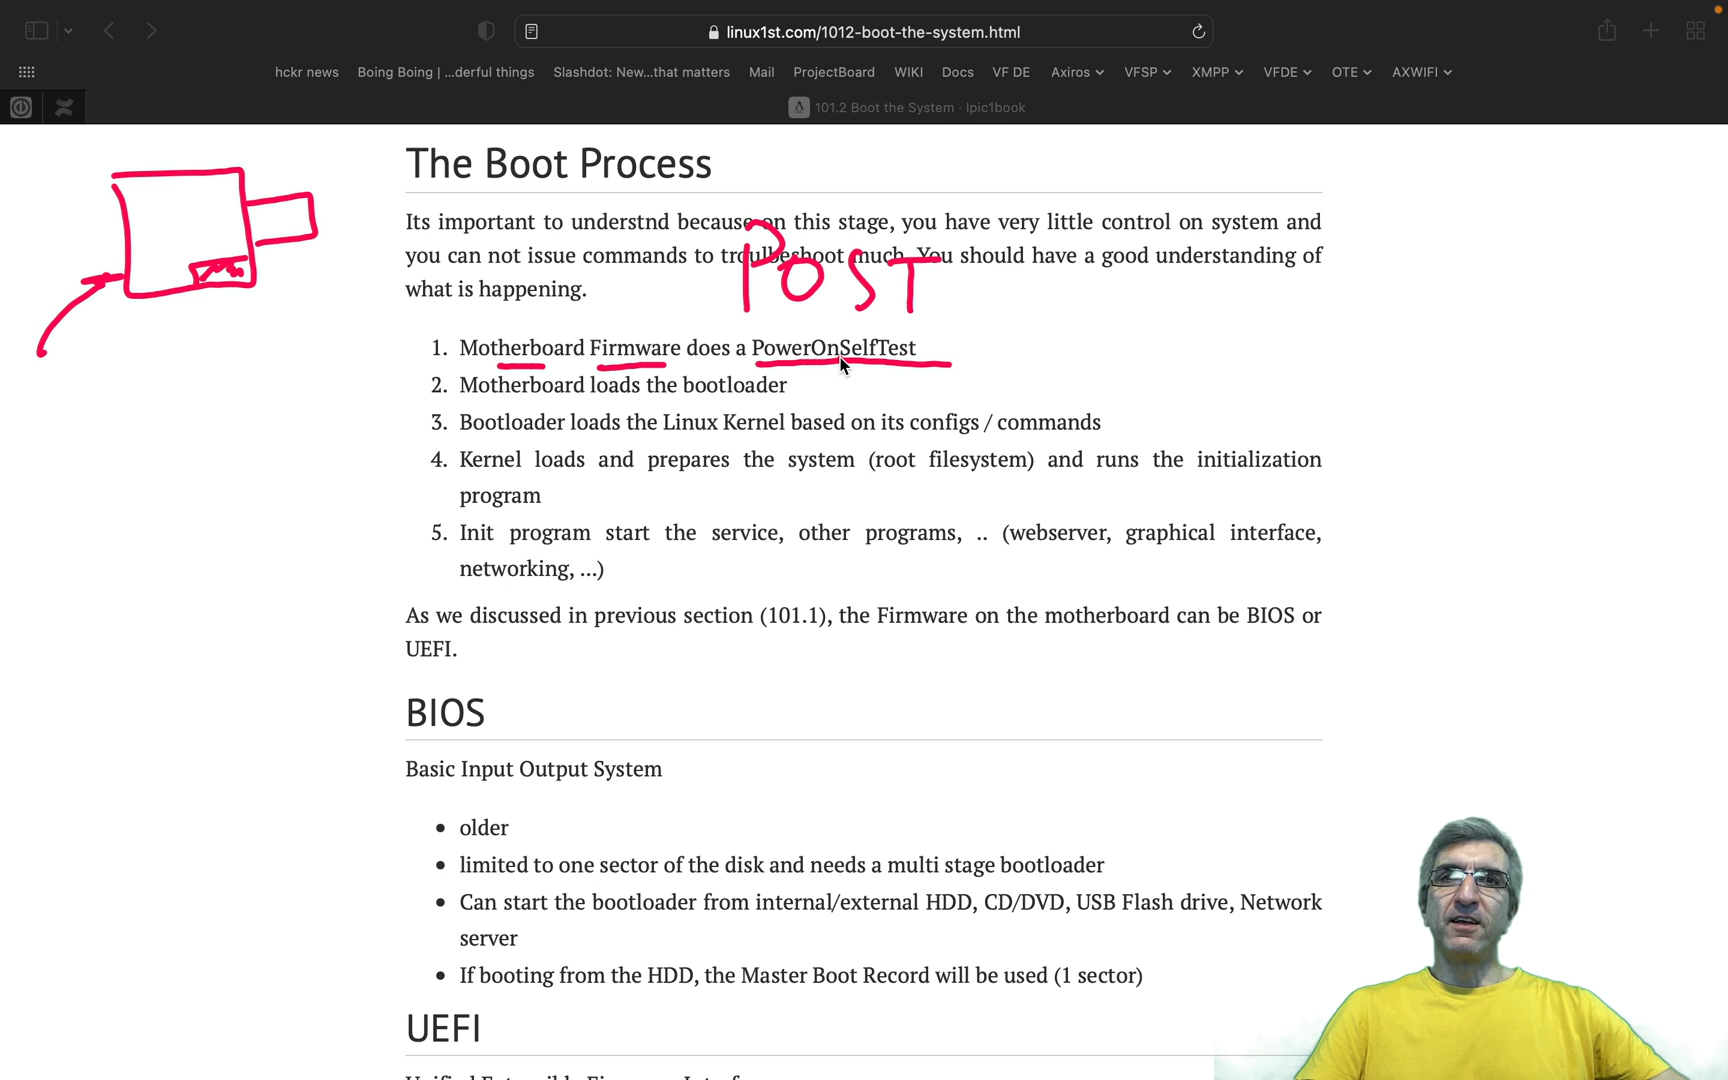 linux1st.com/1012-boot-the-system.html
hckr news Boing Boing | ...derful things Slashdot: New...that matters Mail ProjectBoard WIKI Docs VF DE Axiros VFSP XMPP VFDE OTE AXWIFI
101.2 Boot the System · lpic1book
The Boot Process
Its important to understnd because on this stage, you have very little control on system and
you can not issue commands to troulbeshoot much. You should have a good understanding of
what is happening.
POST
1. Motherboard Firmware does a PowerOnSelfTest
2. Motherboard loads the bootloader
3. Bootloader loads the Linux Kernel based on its configs / commands
4. Kernel loads and prepares the system (root filesystem) and runs the initialization
program
5. Init program start the service, other programs, .. (webserver, graphical interface,
networking, ...)
As we discussed in previous section (101.1), the Firmware on the motherboard can be BIOS or
UEFI.
BIOS
Basic Input Output System
• older
• limited to one sector of the disk and needs a multi stage bootloader
• Can start the bootloader from internal/external HDD, CD/DVD, USB Flash drive, Network
server
• If booting from the HDD, the Master Boot Record will be used (1 sector)
UEFI